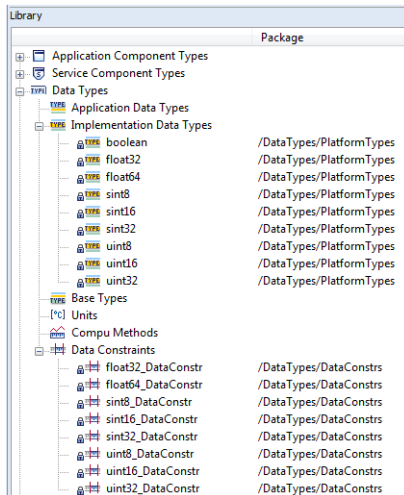 Library
Package
Application Component Types
Service Component Types
Data Types
Application Data Types
Implementation Data Types
boolean /DataTypes/PlatformTypes
float32 /DataTypes/PlatformTypes
float64 /DataTypes/PlatformTypes
sint8 /DataTypes/PlatformTypes
sint16 /DataTypes/PlatformTypes
sint32 /DataTypes/PlatformTypes
uint8 /DataTypes/PlatformTypes
uint16 /DataTypes/PlatformTypes
uint32 /DataTypes/PlatformTypes
Base Types
[°C] Units
Compu Methods
Data Constraints
float32_DataConstr /DataTypes/DataConstrs
float64_DataConstr /DataTypes/DataConstrs
sint8_DataConstr /DataTypes/DataConstrs
sint16_DataConstr /DataTypes/DataConstrs
sint32_DataConstr /DataTypes/DataConstrs
uint8_DataConstr /DataTypes/DataConstrs
uint16_DataConstr /DataTypes/DataConstrs
uint32_DataConstr /DataTypes/DataConstrs